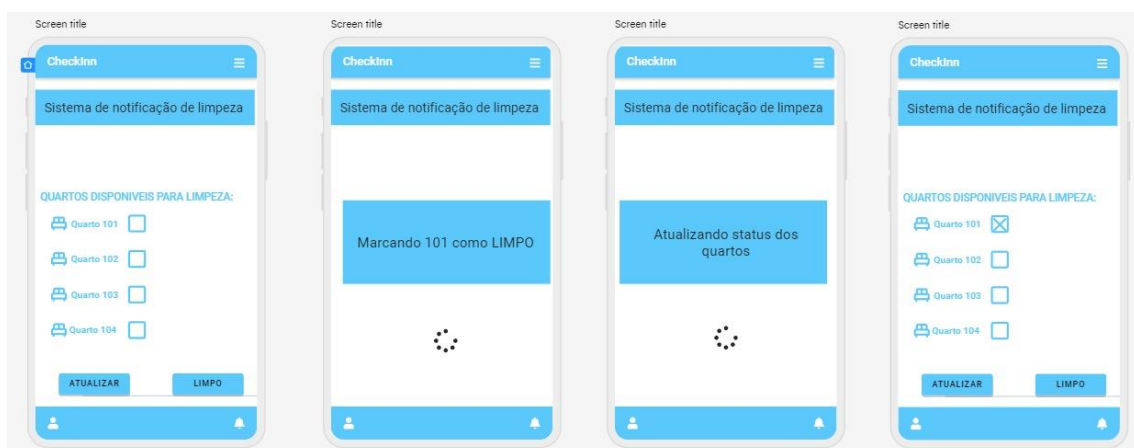 Screen title
CheckInn
Sistema de notificação de limpeza
QUARTOS DISPONIVEIS PARA LIMPEZA:
Quarto 101
Quarto 102
Quarto 103
Quarto 104
ATUALIZAR
LIMPO
Screen title
CheckInn
Sistema de notificação de limpeza
Marcando 101 como LIMPO
Screen title
CheckInn
Sistema de notificação de limpeza
Atualizando status dos
quartos
Screen title
CheckInn
Sistema de notificação de limpeza
QUARTOS DISPONIVEIS PARA LIMPEZA:
Quarto 101
Quarto 102
Quarto 103
Quarto 104
ATUALIZAR
LIMPO